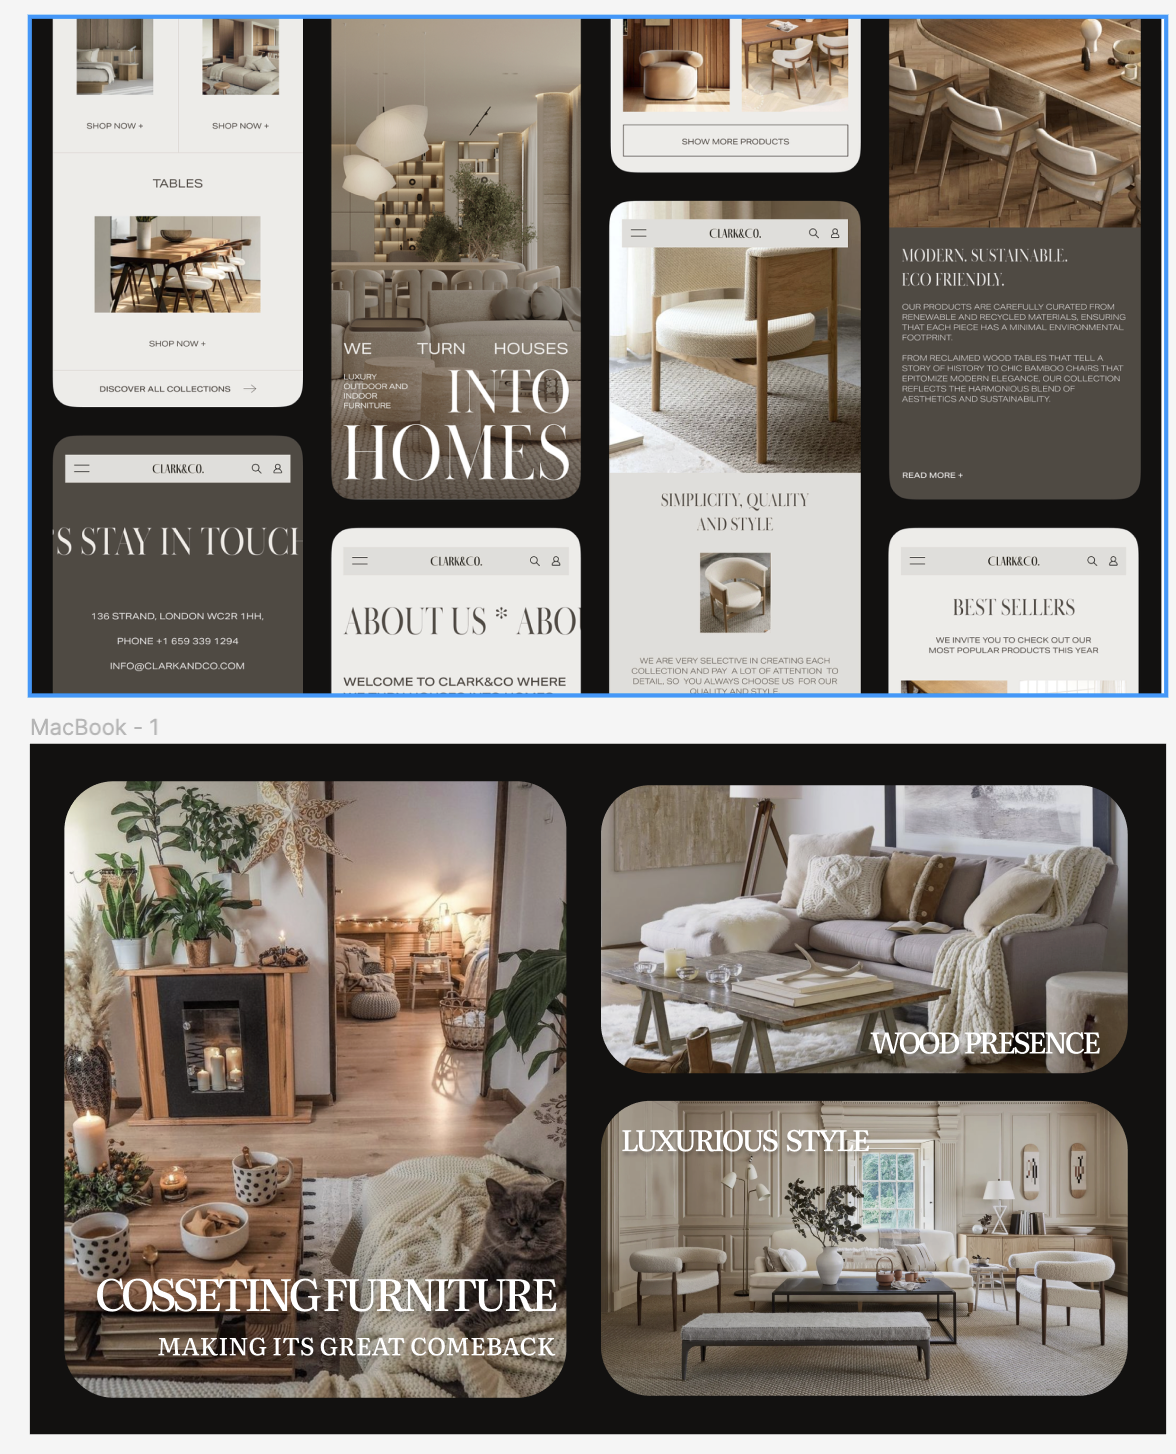 SHOP NOW +
SHOP NOW +
TABLES
SHOP NOW +
DISCOVER ALL COLLECTIONS
CLARK&CO.
'S STAY IN TOUCH
136 STRAND, LONDON WC2R 1HH,
PHONE +1 659 339 1294
INFO@CLARKANDCO.COM
WE TURN HOUSES
LUXURY
OUTDOOR AND
INDOOR
FURNITURE
INTO
HOMES
CLARK&CO.
ABOUT US * ABOU
WELCOME TO CLARK&CO WHERE
WE TURN HOUSES INTO HOMES
SHOW MORE PRODUCTS
CLARK&CO.
SIMPLICITY, QUALITY
AND STYLE
WE ARE VERY SELECTIVE IN CREATING EACH
COLLECTION AND PAY A LOT OF ATTENTION TO
DETAIL, SO YOU ALWAYS CHOOSE US FOR OUR
QUALITY AND STYLE
MODERN. SUSTAINABLE.
ECO FRIENDLY.
OUR PRODUCTS ARE CAREFULLY CURATED FROM
RENEWABLE AND RECYCLED MATERIALS, ENSURING
THAT EACH PIECE HAS A MINIMAL ENVIRONMENTAL
FOOTPRINT.
FROM RECLAIMED WOOD TABLES THAT TELL A
STORY OF HISTORY TO CHIC BAMBOO CHAIRS THAT
EPITOMIZE MODERN ELEGANCE, OUR COLLECTION
REFLECTS THE HARMONIOUS BLEND OF
AESTHETICS AND SUSTAINABILITY.
READ MORE +
CLARK&CO.
BEST SELLERS
WE INVITE YOU TO CHECK OUT OUR
MOST POPULAR PRODUCTS THIS YEAR
MacBook - 1
COSSETING FURNITURE
MAKING ITS GREAT COMEBACK
WOOD PRESENCE
LUXURIOUS STYLE